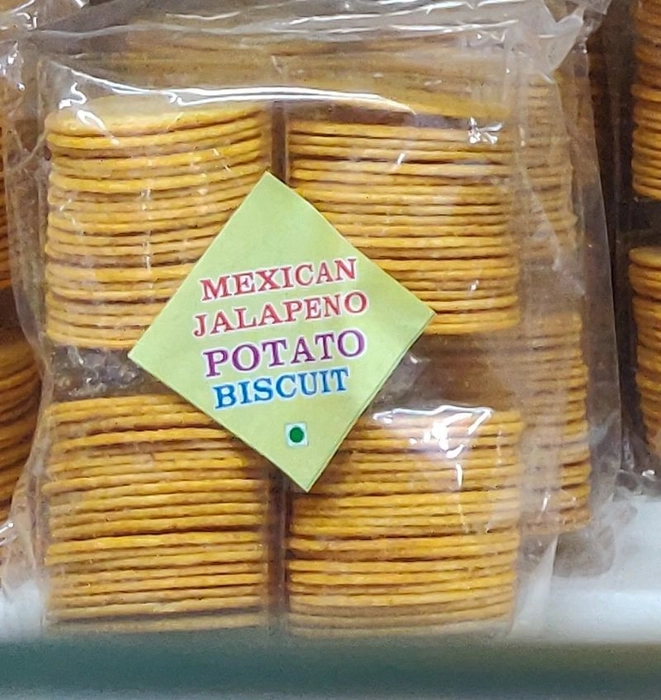 MEXICAN
JALAPENO
POTATO
BISCUIT